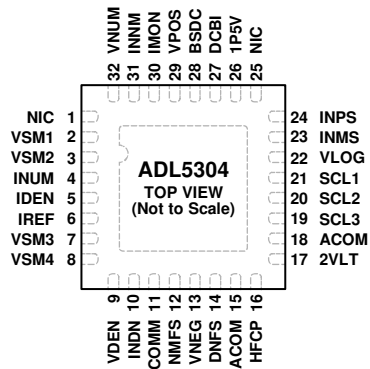 32 VNUM
31 INNM
30 IMON
29 VPOS
28 BSDC
27 DCBI
26 1P5V
25 NIC
NIC 1
VSM1 2
VSM2 3
INUM 4
IDEN 5
IREF 6
VSM3 7
VSM4 8
ADL5304
TOP VIEW
(Not to Scale)
24 INPS
23 INMS
22 VLOG
21 SCL1
20 SCL2
19 SCL3
18 ACOM
17 2VLT
VDEN 9
INDN 10
COMM 11
NMFS 12
VNEG 13
DNFS 14
ACOM 15
HFCP 16